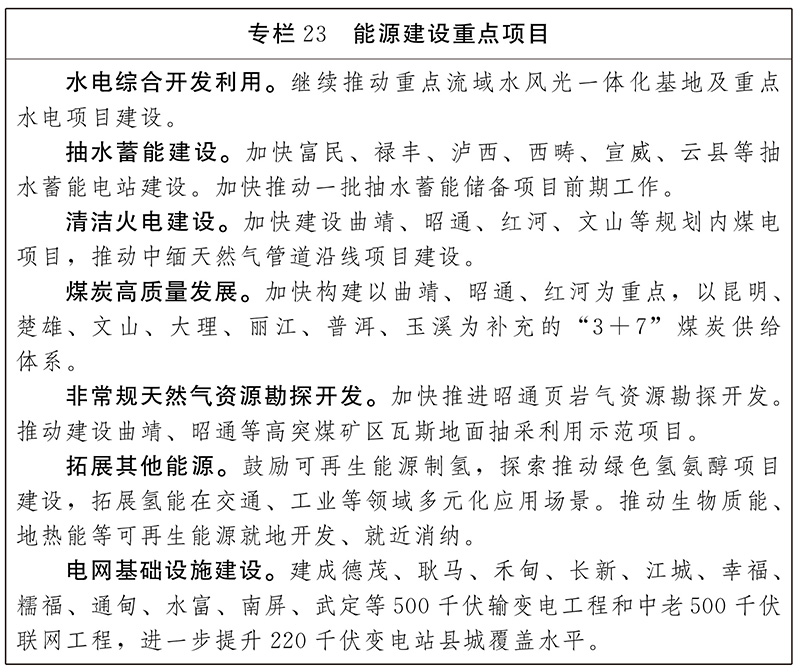 专栏23 能源建设重点项目
水电综合开发利用。继续推动重点流域水风光一体化基地及重点
水电项目建设。
抽水蓄能建设。加快富民、禄丰、泸西、西畴、宣威、云县等抽
水蓄能电站建设。加快推动一批抽水蓄能储备项目前期工作。
清洁火电建设。加快建设曲靖、昭通、红河、文山等规划内煤电
项目，推动中缅天然气管道沿线项目建设。
煤炭高质量发展。加快构建以曲靖、昭通、红河为重点，以昆明、
楚雄、文山、大理、丽江、普洱、玉溪为补充的“3＋7”煤炭供给
体系。
非常规天然气资源勘探开发。加快推进昭通页岩气资源勘探开发。
推动建设曲靖、昭通等高突煤矿区瓦斯地面抽采利用示范项目。
拓展其他能源。鼓励可再生能源制氢，探索推动绿色氢氨醇项目
建设，拓展氢能在交通、工业等领域多元化应用场景。推动生物质能、
地热能等可再生能源就地开发、就近消纳。
电网基础设施建设。建成德茂、耿马、禾甸、长新、江城、幸福、
糯福、通甸、水富、南屏、武定等500千伏输变电工程和中老500千伏
联网工程，进一步提升220千伏变电站县城覆盖水平。